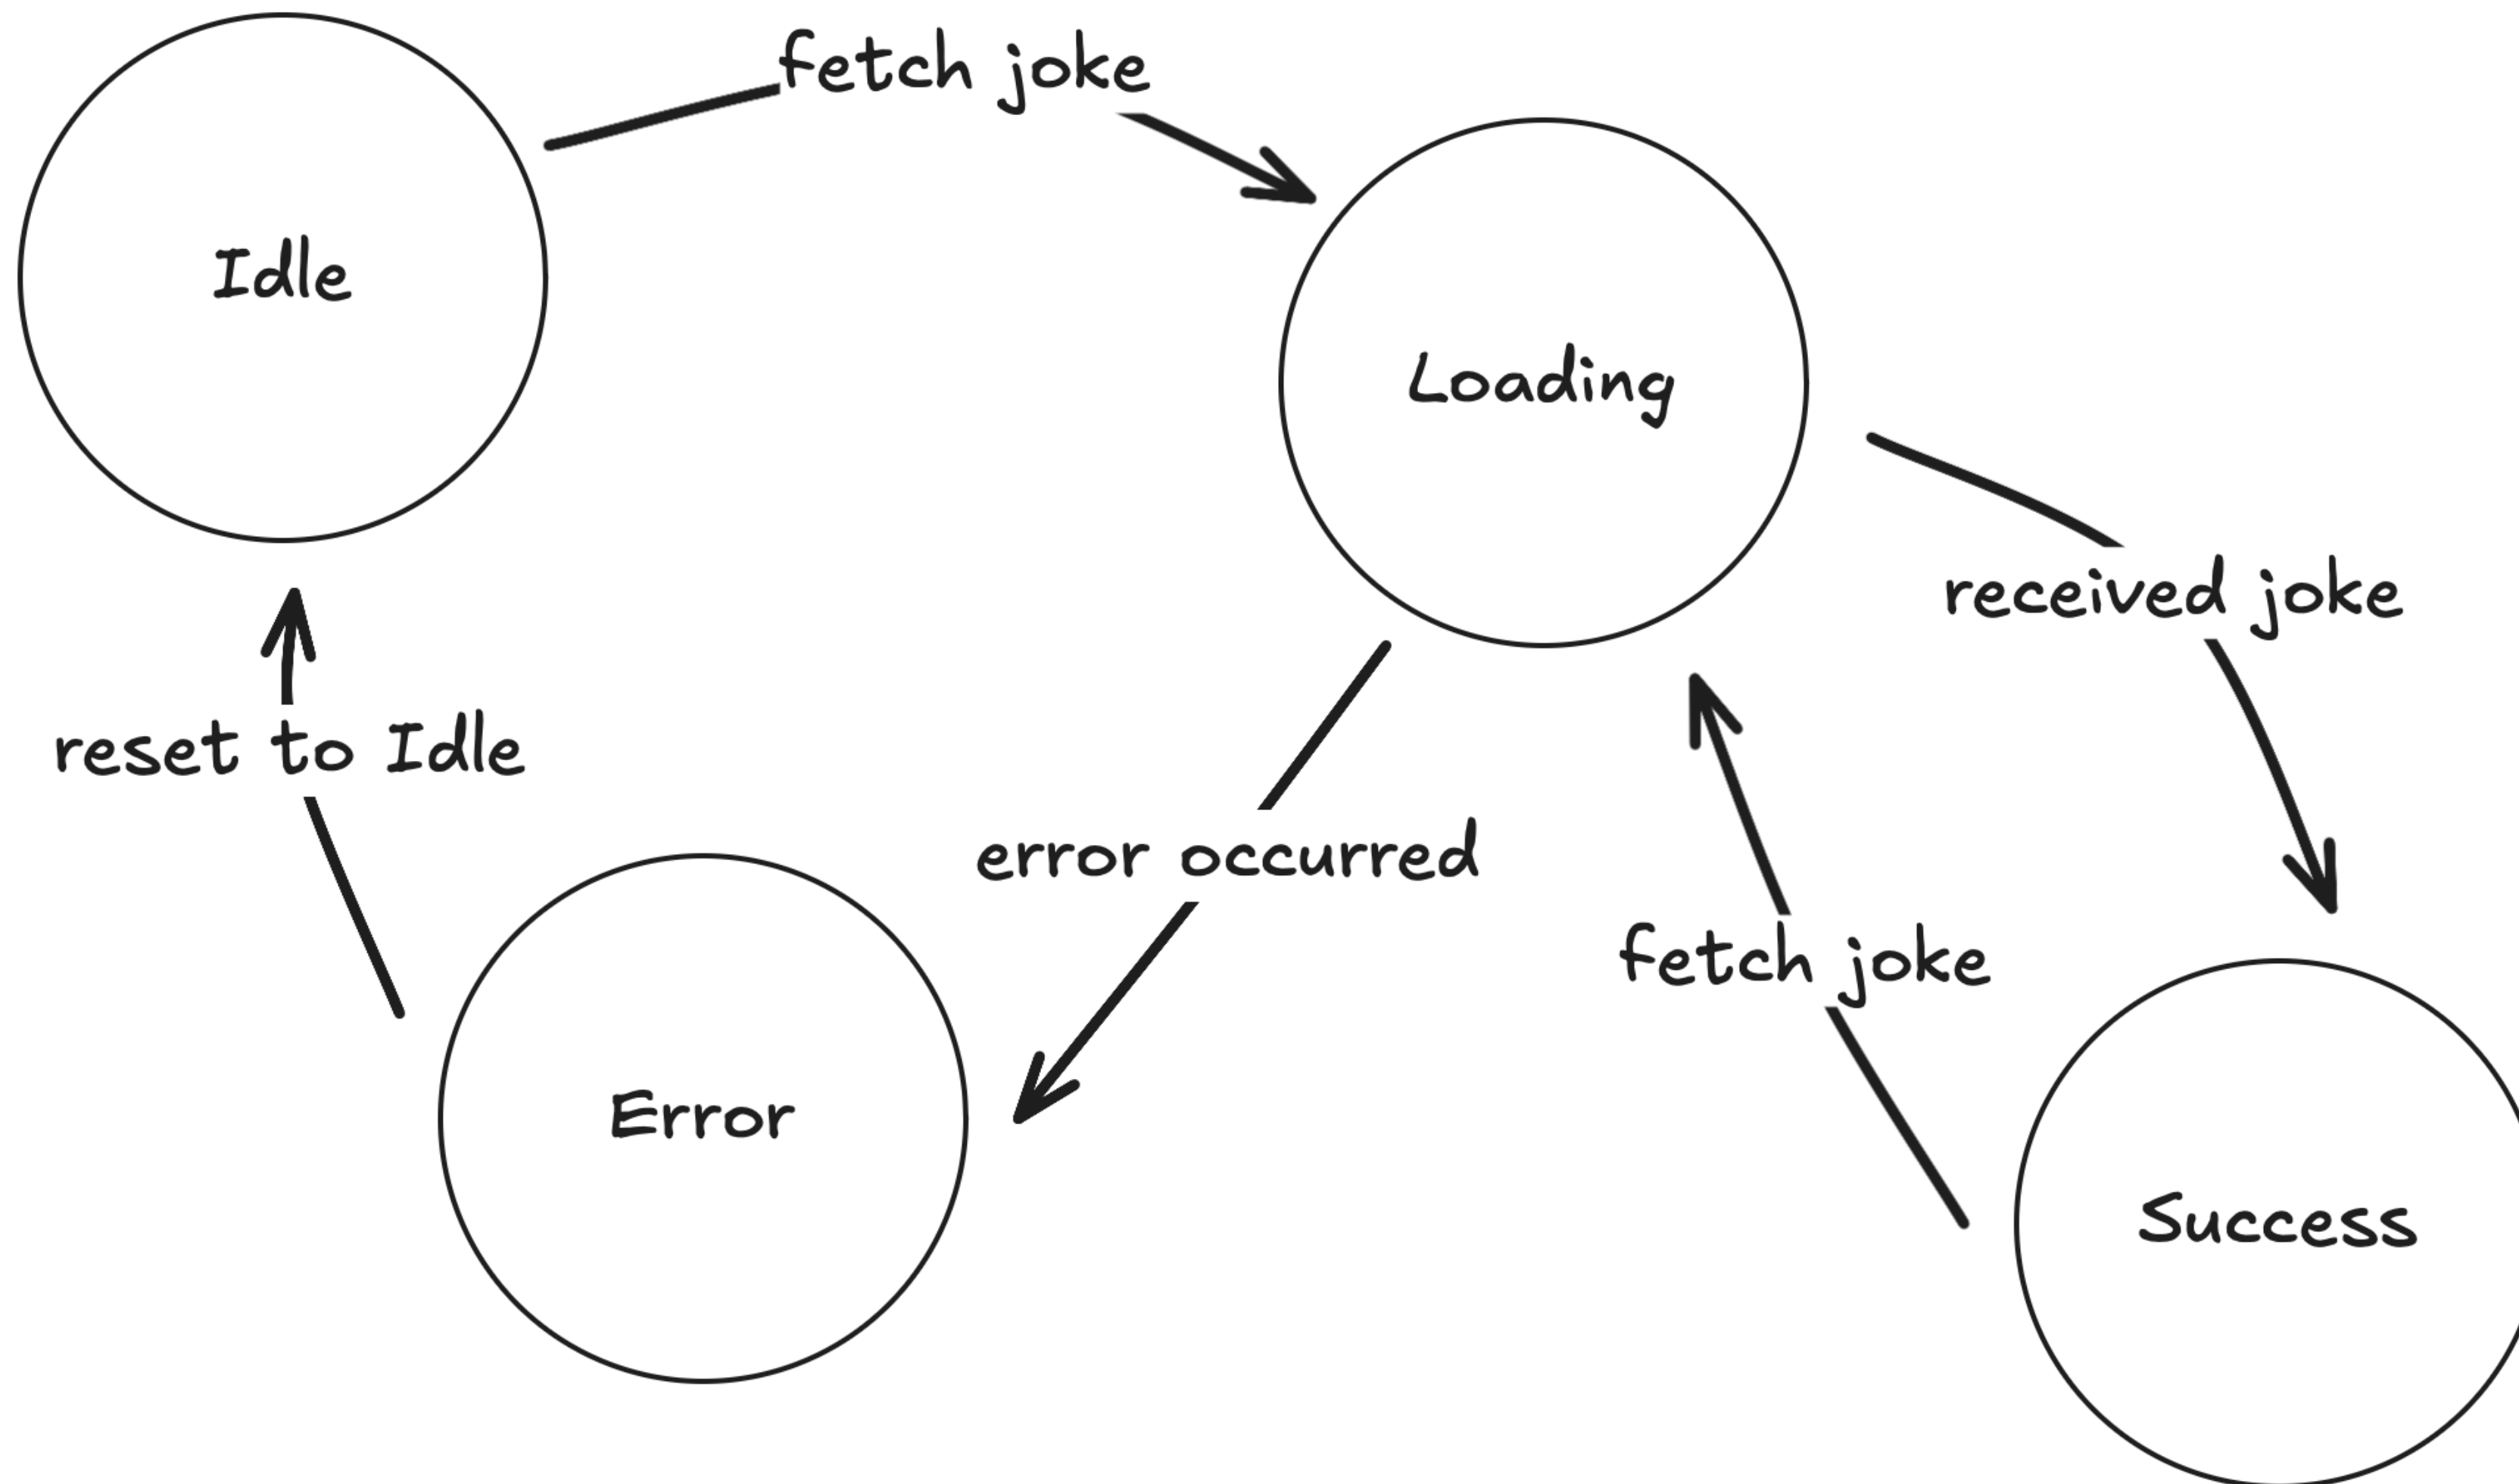 fetch joke
Idle
Loading
received joke
reset to Idle
error occurred
fetch joke
Error
Success